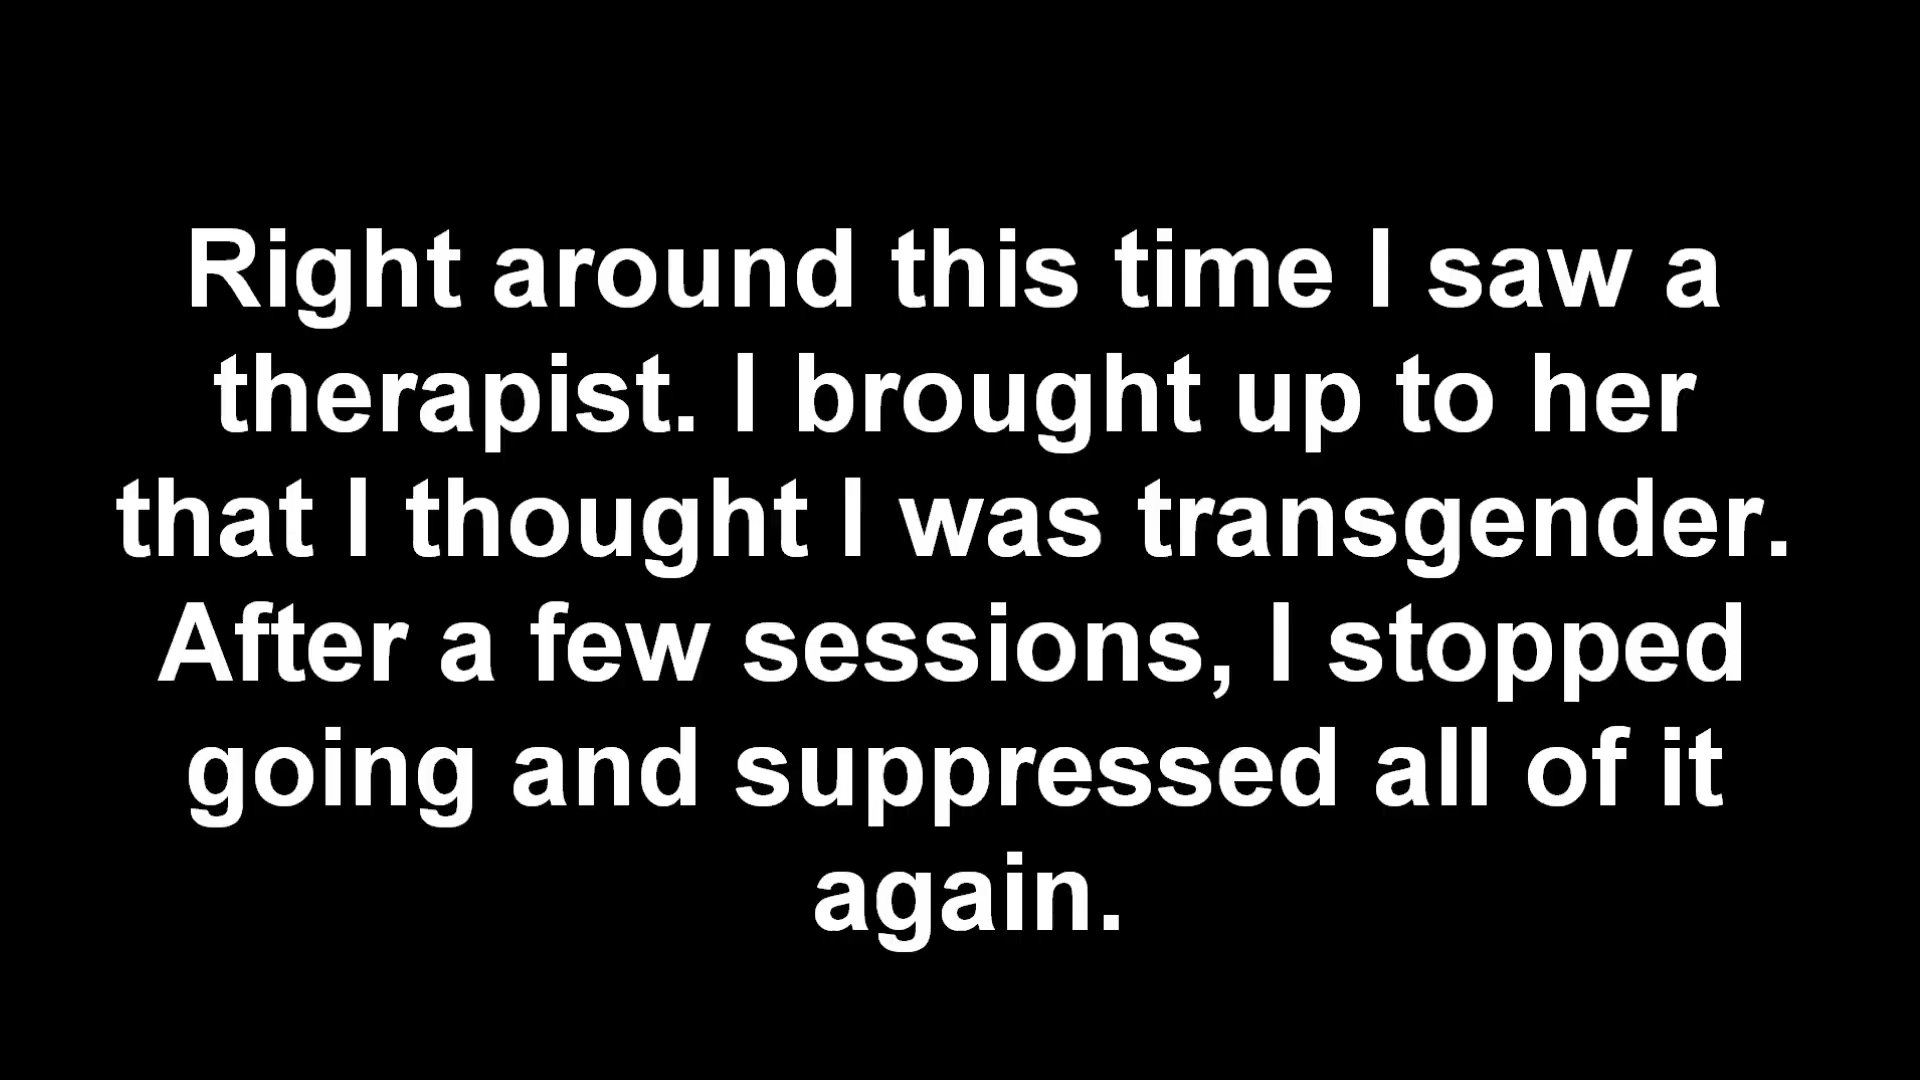 Right around this time I saw a
therapist. I brought up to her
that I thought I was transgender.
After a few sessions, I stopped
going and suppressed all of it
again.